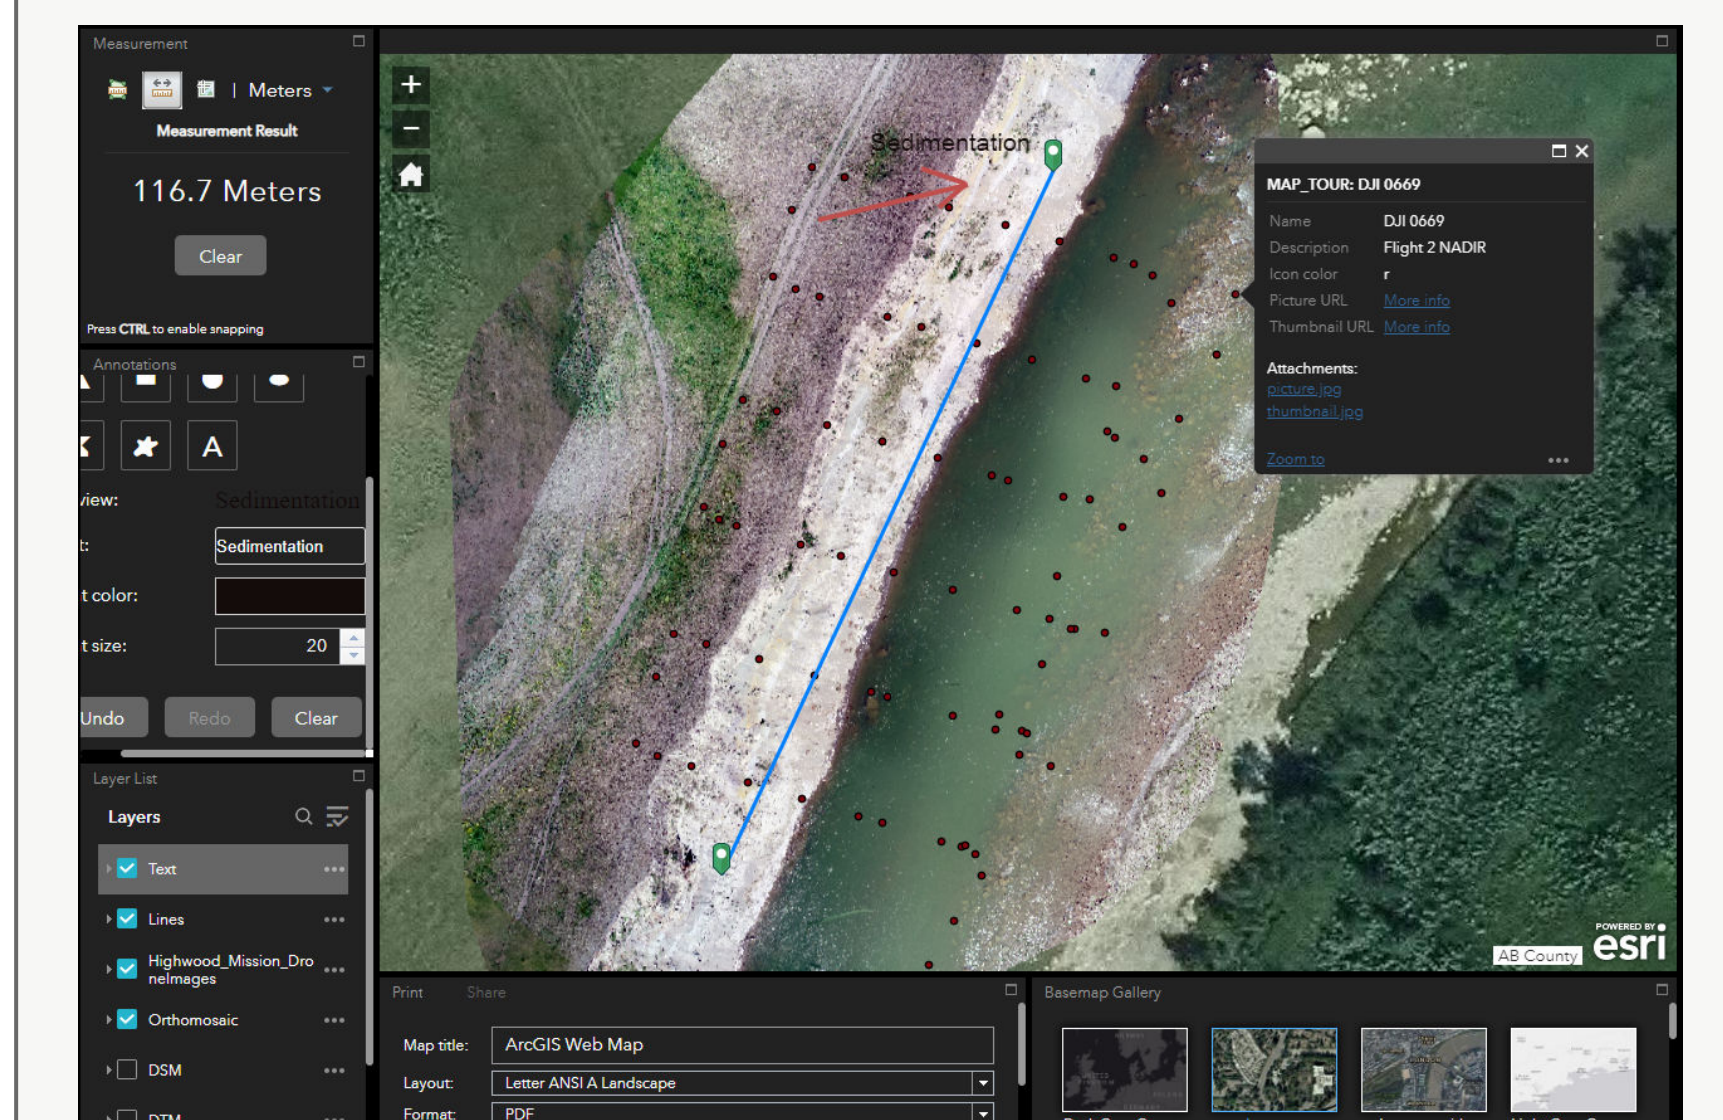 Measurement
Meters
Measurement Result
116.7 Meters
Clear
Press CTRL to enable snapping
Annotations
A
view:
Sedimentation
t:
Sedimentation
t color:
t size:
20
Undo
Redo
Clear
Layer List
Layers
Text
Lines
Highwood_Mission_Dro
neImages
Orthomosaic
DSM
DTM
Sedimentation
MAP_TOUR: DJI 0669
Name DJI 0669
Description Flight 2 NADIR
Icon color r
Picture URL More info
Thumbnail URL More info
Attachments:
picture.jpg
thumbnail.jpg
Zoom to
POWERED BY
esri
AB County
Print Share
Map title: ArcGIS Web Map
Layout: Letter ANSI A Landscape
Format: PDF
Basemap Gallery